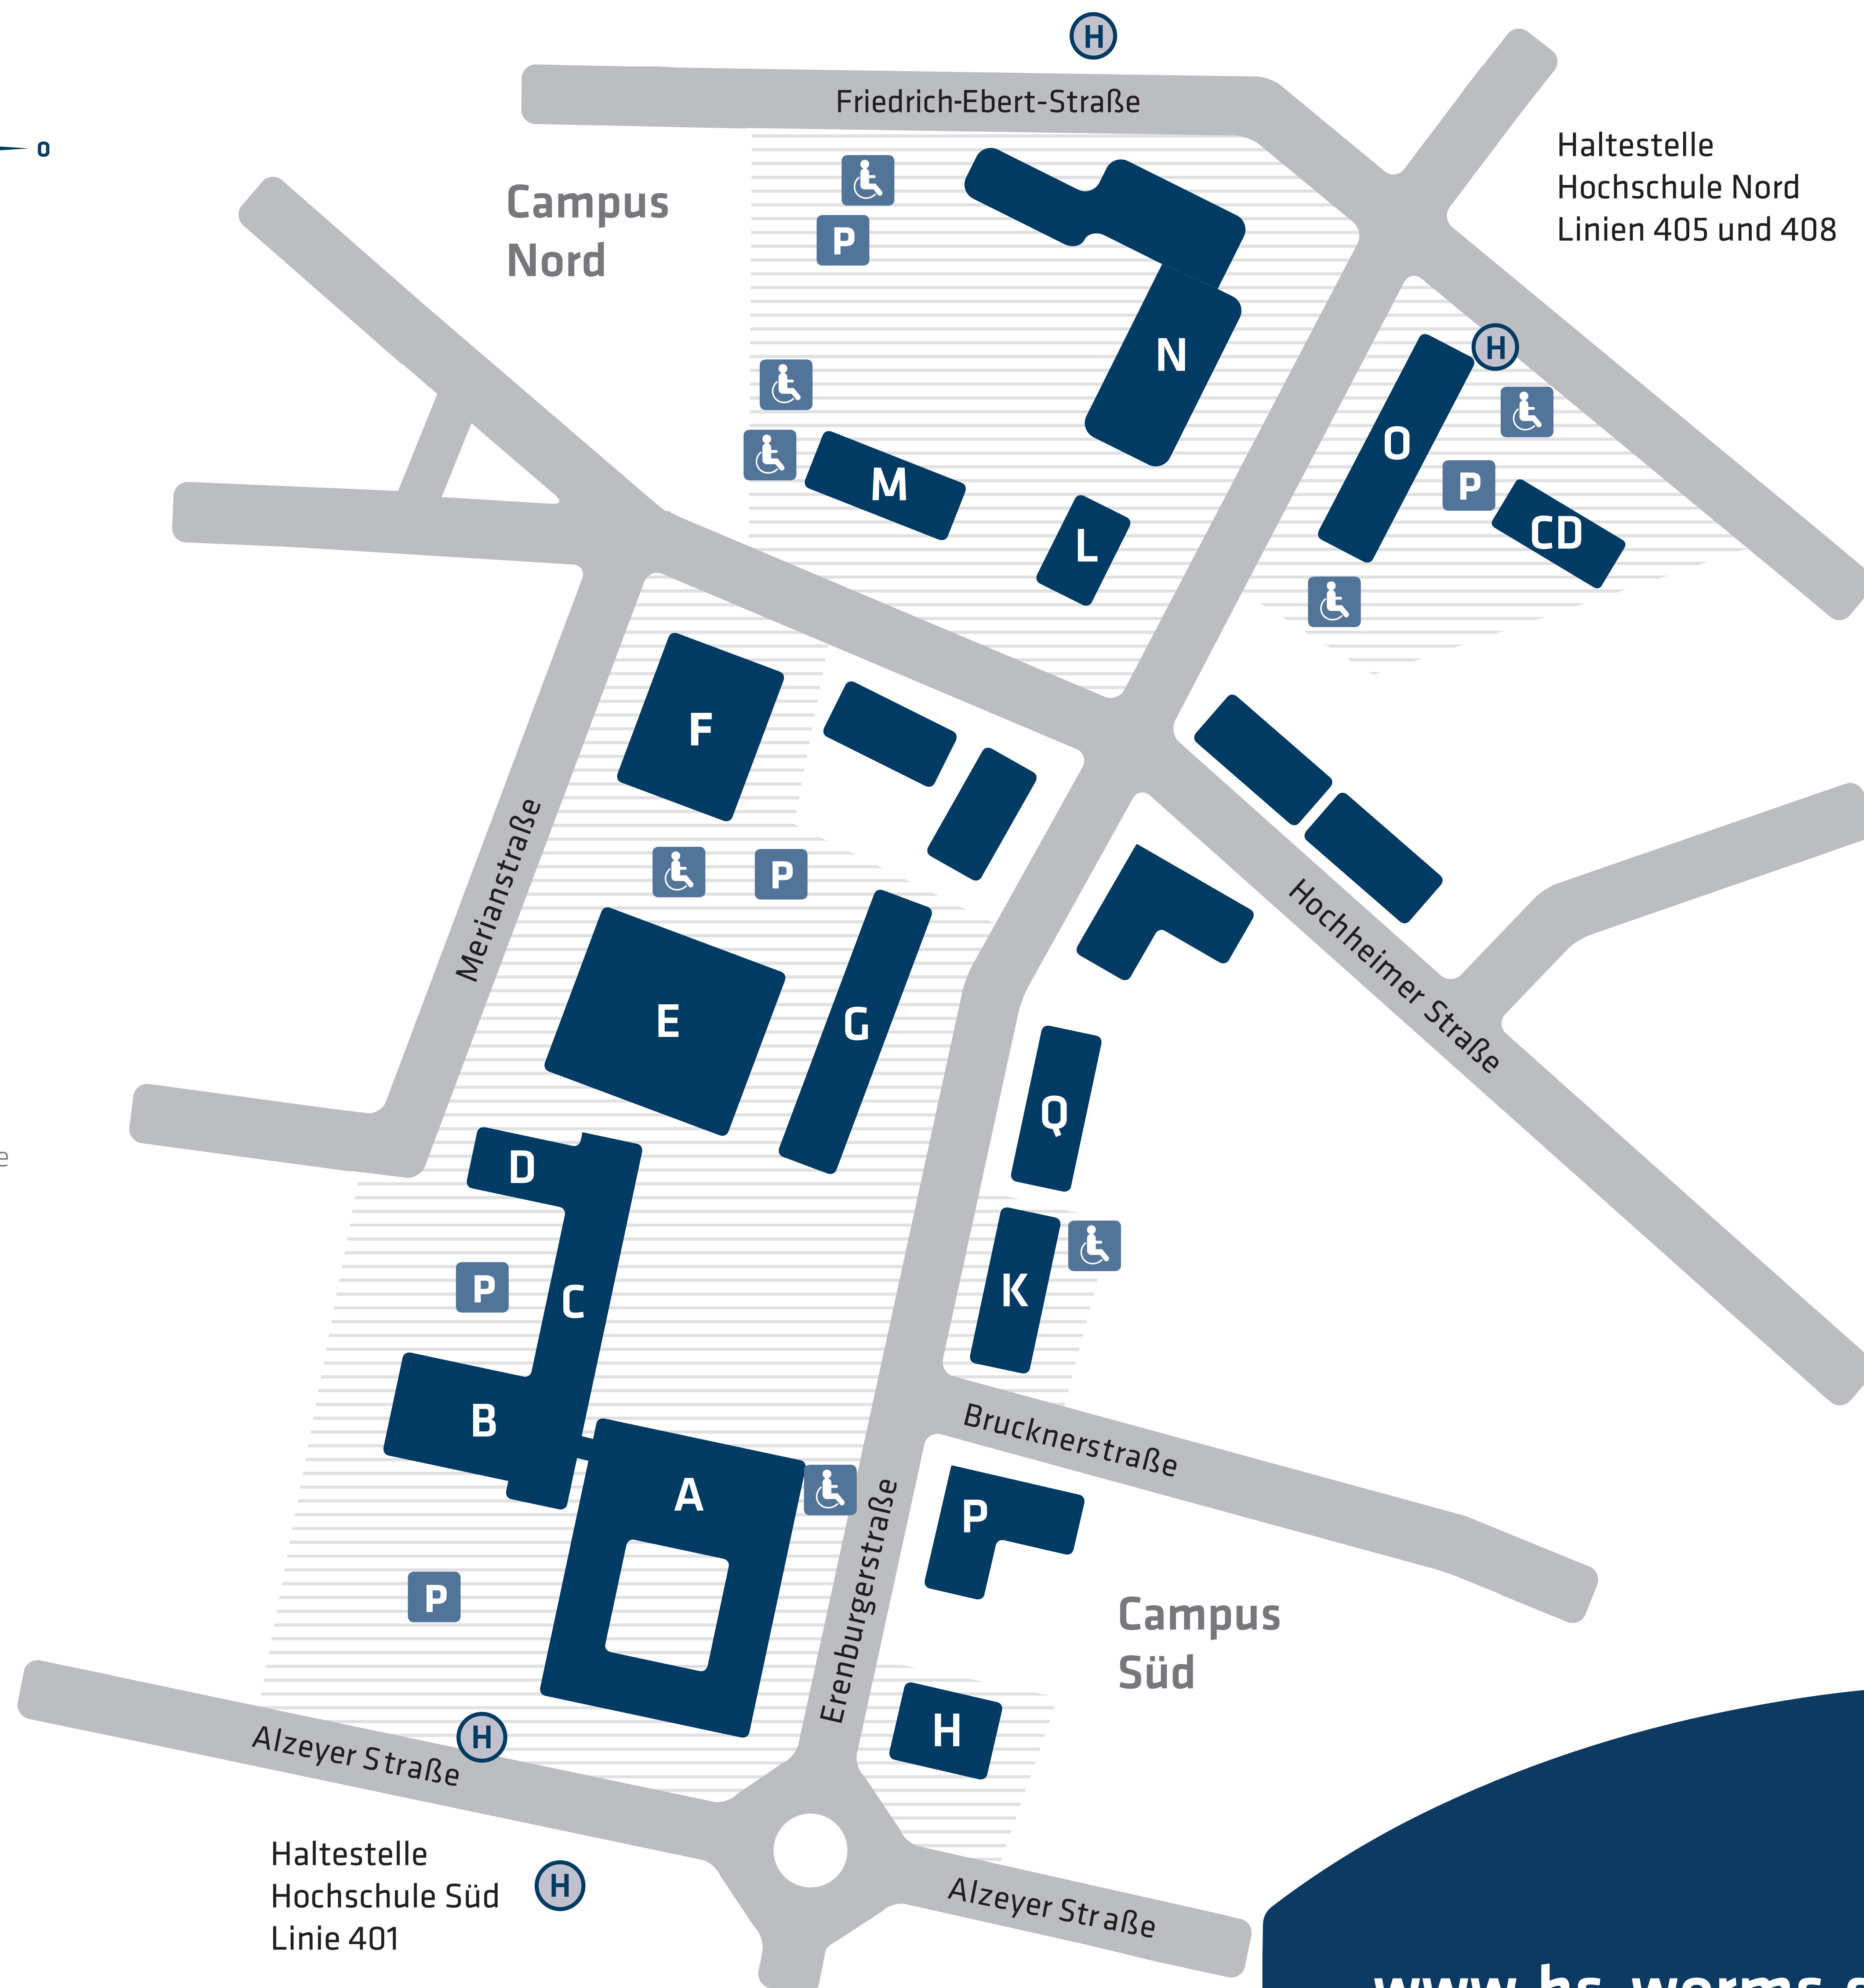 H
Friedrich-Ebert-Straße
O
Haltestelle
Hochschule Nord
Linien 405 und 408
Campus
Nord
P
N
H
O
M
P
L
CD
F
Merianstraße
P
Hochheimer Straße
E
G
Q
D
P
C
K
B
Brucknerstraße
A
P
Erenburgerstraße
P
Campus
Süd
H
Alzeyer Straße
H
Haltestelle
Hochschule Süd
Linie 401
H
Alzeyer Straße